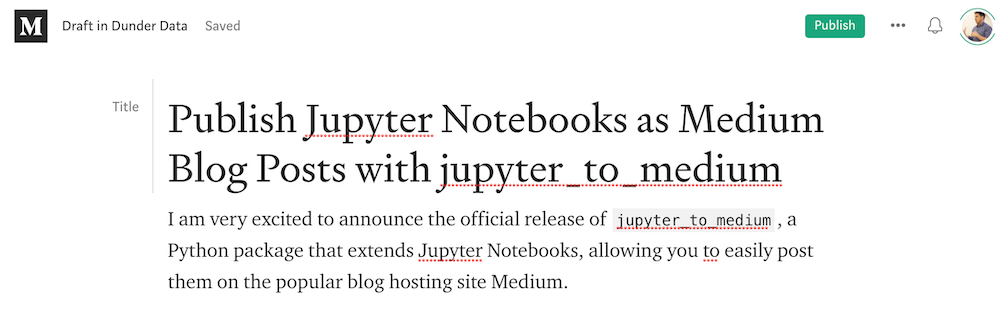 M Draft in Dunder Data Saved Publish
Title
Publish Jupyter Notebooks as Medium
Blog Posts with jupyter_to_medium
I am very excited to announce the official release of jupyter_to_medium, a
Python package that extends Jupyter Notebooks, allowing you to easily post
them on the popular blog hosting site Medium.